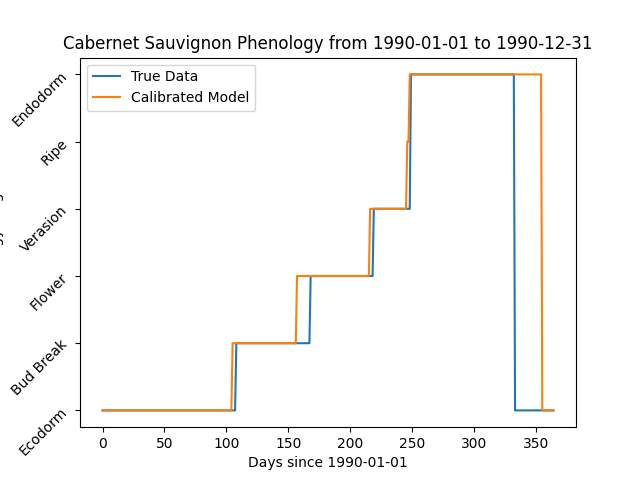 Cabernet Sauvignon Phenology from 1990-01-01 to 1990-12-31
True Data
Calibrated Model
Endodorm
Ripe
Verasion
Flower
Bud Break
Ecodorm
0 50 100 150 200 250 300 350
Days since 1990-01-01